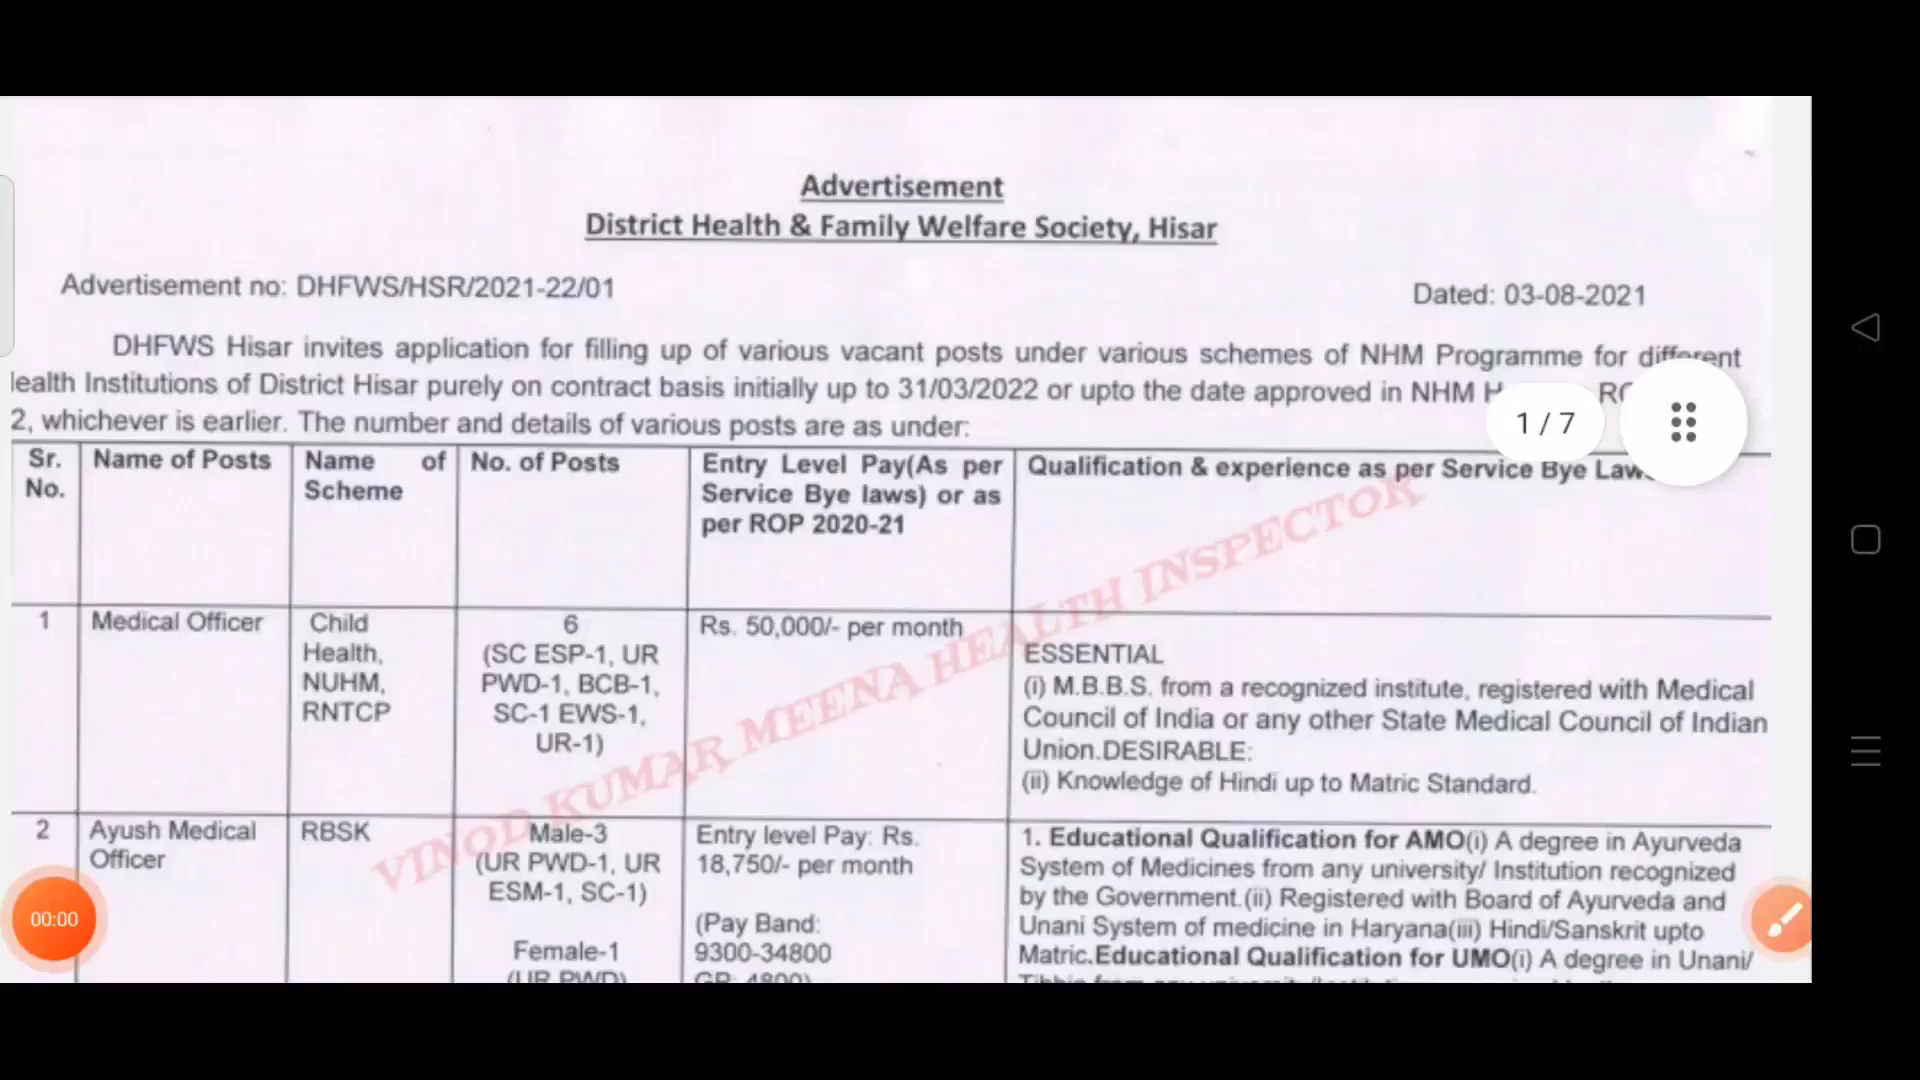 Advertisement
District Health & Family Welfare Society, Hisar
Advertisement no: DHFWS/HSR/2021-22/01
Dated: 03-08-2021
DHFWS Hisar invites application for filling up of various vacant posts under various schemes of NHM Programme for different
lealth Institutions of District Hisar purely on contract basis initially up to 31/03/2022 or upto the date approved in NHM
2, whichever is earlier. The number and details of various posts are as under:
1 / 7
Sr. No.
Name of Posts
Name of Scheme
No. of Posts
Entry Level Pay(As per
Service Bye laws) or as
per ROP 2020-21
Qualification & experience as per Service Bye Law
1
Medical Officer
Child
Health,
NUHM,
RNTCP
6
(SC ESP-1, UR
PWD-1, BCB-1,
SC-1 EWS-1,
UR-1)
Rs. 50,000/- per month
ESSENTIAL
(i) M.B.B.S. from a recognized institute, registered with Medical
Council of India or any other State Medical Council of Indian
Union.DESIRABLE:
(ii) Knowledge of Hindi up to Matric Standard.
2
Ayush Medical
Officer
RBSK
Male-3
(UR PWD-1, UR
ESM-1, SC-1)
Female-1
(UR PWD)
Entry level Pay: Rs.
18,750/- per month
(Pay Band:
9300-34800
GP: 4800)
1. Educational Qualification for AMO(i) A degree in Ayurveda
System of Medicines from any university/ Institution recognized
by the Government.(ii) Registered with Board of Ayurveda and
Unani System of medicine in Haryana(iii) Hindi/Sanskrit upto
Matric.Educational Qualification for UMO(i) A degree in Unani/
VINOD KUMAR MEENA HEALTH INSPECTOR
00:00